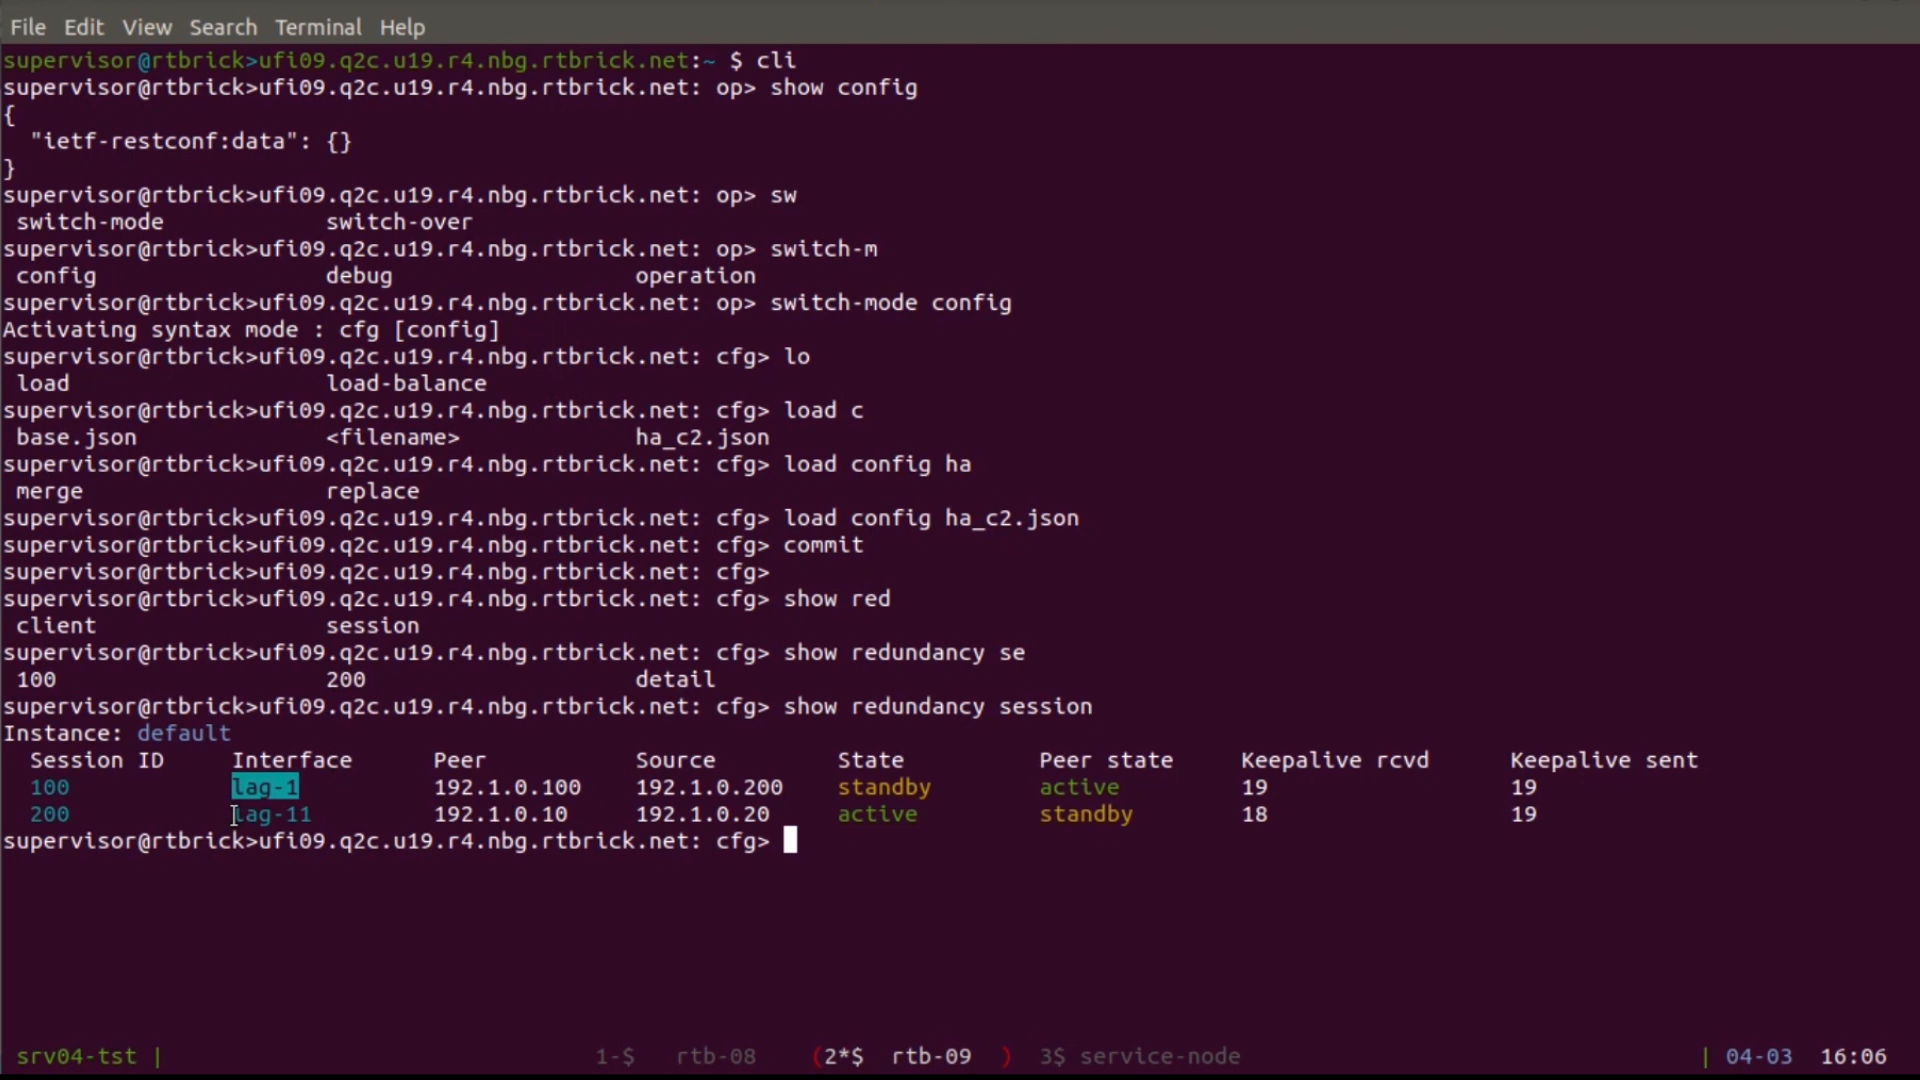 File Edit View Search Terminal Help
supervisor@rtbrick>ufi09.q2c.u19.r4.nbg.rtbrick.net:~ $ cli
supervisor@rtbrick>ufi09.q2c.u19.r4.nbg.rtbrick.net: op> show config
{
  "ietf-restconf:data": {}
}
supervisor@rtbrick>ufi09.q2c.u19.r4.nbg.rtbrick.net: op> sw
switch-mode switch-over
supervisor@rtbrick>ufi09.q2c.u19.r4.nbg.rtbrick.net: op> switch-m
config debug operation
supervisor@rtbrick>ufi09.q2c.u19.r4.nbg.rtbrick.net: op> switch-mode config
Activating syntax mode : cfg [config]
supervisor@rtbrick>ufi09.q2c.u19.r4.nbg.rtbrick.net: cfg> lo
load load-balance
supervisor@rtbrick>ufi09.q2c.u19.r4.nbg.rtbrick.net: cfg> load c
base.json <filename> ha_c2.json
supervisor@rtbrick>ufi09.q2c.u19.r4.nbg.rtbrick.net: cfg> load config ha
merge replace
supervisor@rtbrick>ufi09.q2c.u19.r4.nbg.rtbrick.net: cfg> load config ha_c2.json
supervisor@rtbrick>ufi09.q2c.u19.r4.nbg.rtbrick.net: cfg> commit
supervisor@rtbrick>ufi09.q2c.u19.r4.nbg.rtbrick.net: cfg>
supervisor@rtbrick>ufi09.q2c.u19.r4.nbg.rtbrick.net: cfg> show red
client session
supervisor@rtbrick>ufi09.q2c.u19.r4.nbg.rtbrick.net: cfg> show redundancy se
100 200 detail
supervisor@rtbrick>ufi09.q2c.u19.r4.nbg.rtbrick.net: cfg> show redundancy session
Instance: default
Session ID Interface Peer Source State Peer state Keepalive rcvd Keepalive sent
100 lag-1 192.1.0.100 192.1.0.200 standby active 19 19
200 lag-11 192.1.0.10 192.1.0.20 active standby 18 19
supervisor@rtbrick>ufi09.q2c.u19.r4.nbg.rtbrick.net: cfg>
srv04-tst | 1-$ rtb-08 (2*$ rtb-09 ) 3$ service-node | 04-03 16:06